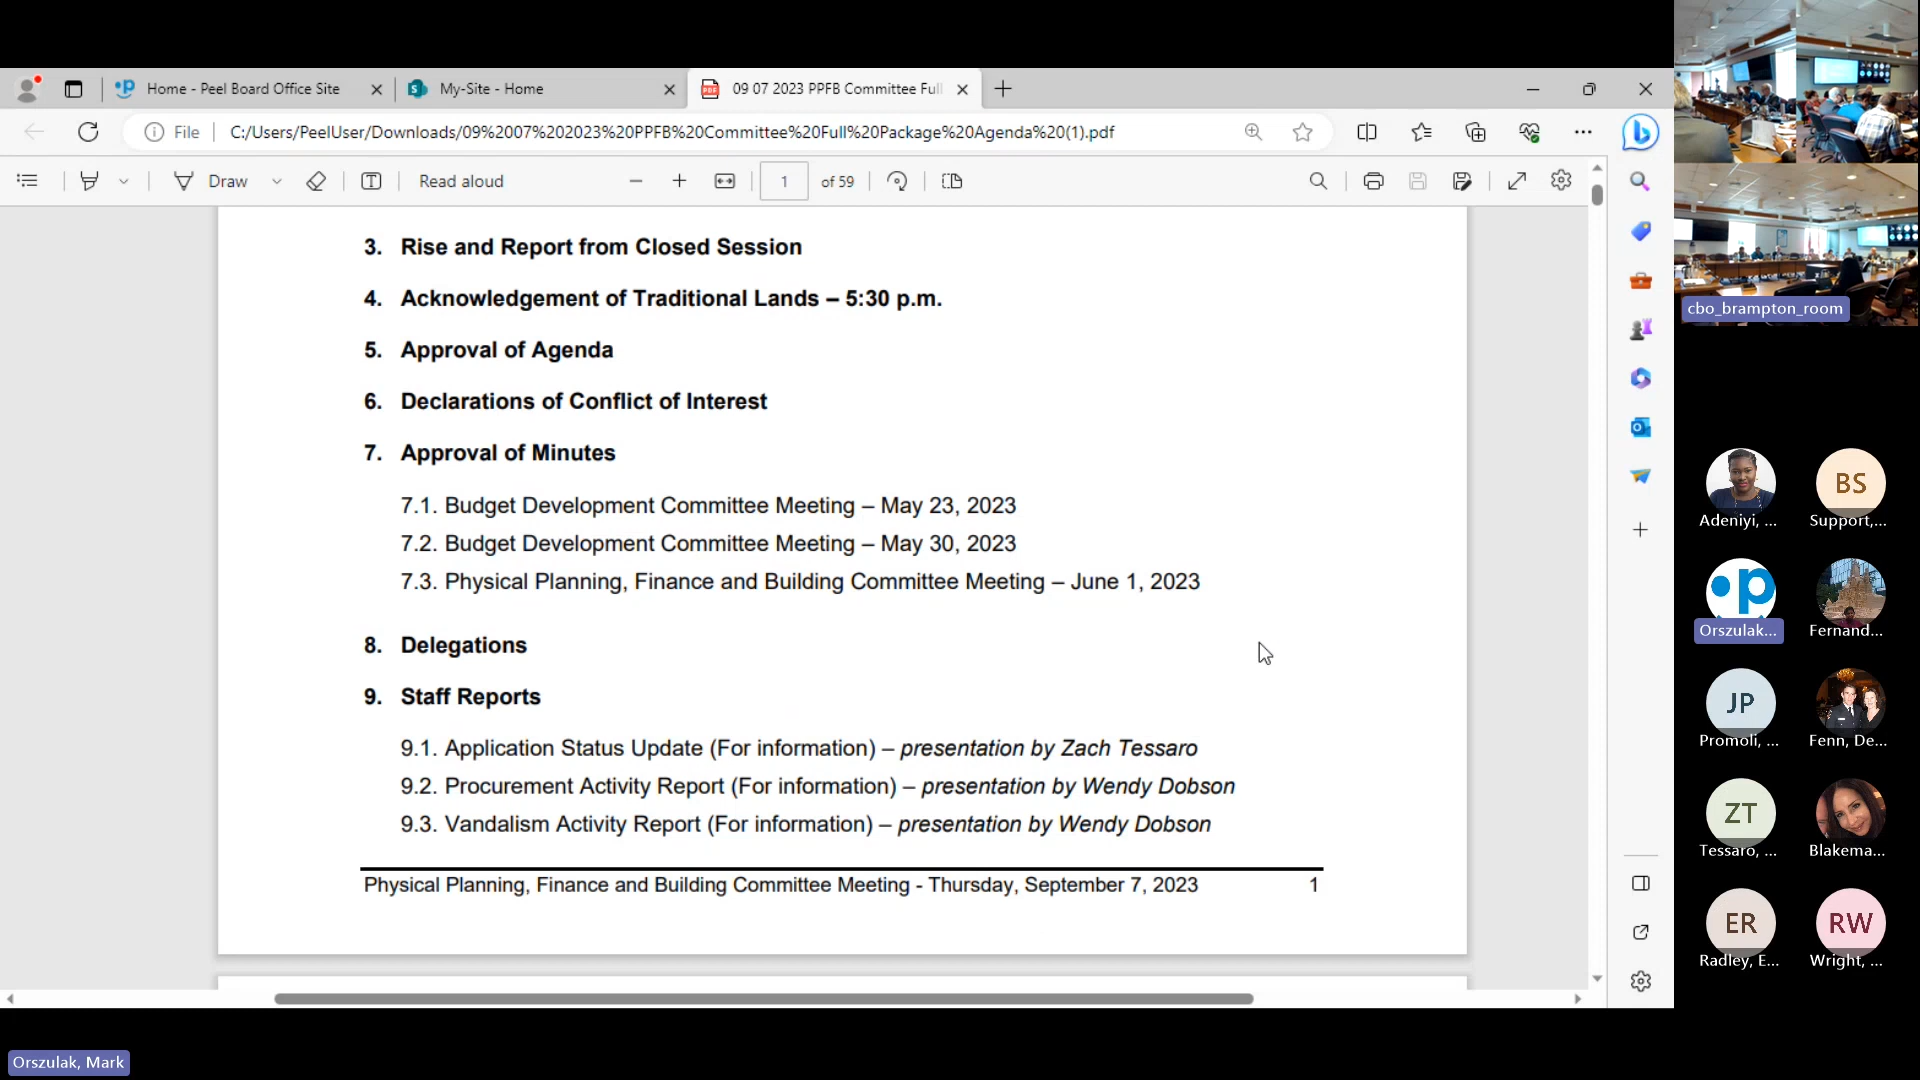 Home - Peel Board Office Site
My-Site - Home
09 07 2023 PPFB Committee Full
File
C:/Users/PeelUser/Downloads/09%2007%202023%20PPFB%20Committee%20Full%20Package%20Agenda%20(1).pdf
Draw
Read aloud
1
of 59
3. Rise and Report from Closed Session
4. Acknowledgement of Traditional Lands – 5:30 p.m.
5. Approval of Agenda
6. Declarations of Conflict of Interest
7. Approval of Minutes
7.1. Budget Development Committee Meeting – May 23, 2023
7.2. Budget Development Committee Meeting – May 30, 2023
7.3. Physical Planning, Finance and Building Committee Meeting – June 1, 2023
8. Delegations
9. Staff Reports
9.1. Application Status Update (For information) – presentation by Zach Tessaro
9.2. Procurement Activity Report (For information) – presentation by Wendy Dobson
9.3. Vandalism Activity Report (For information) – presentation by Wendy Dobson
Physical Planning, Finance and Building Committee Meeting - Thursday, September 7, 2023 1
cbo_brampton_room
Adeniyi, ...
BS
Support,...
p
Orszulak...
Fernand...
JP
Promoli, ...
Fenn, De...
ZT
Tessaro, ...
Blakema...
ER
Radley, E...
RW
Wright, ...
Orszulak, Mark